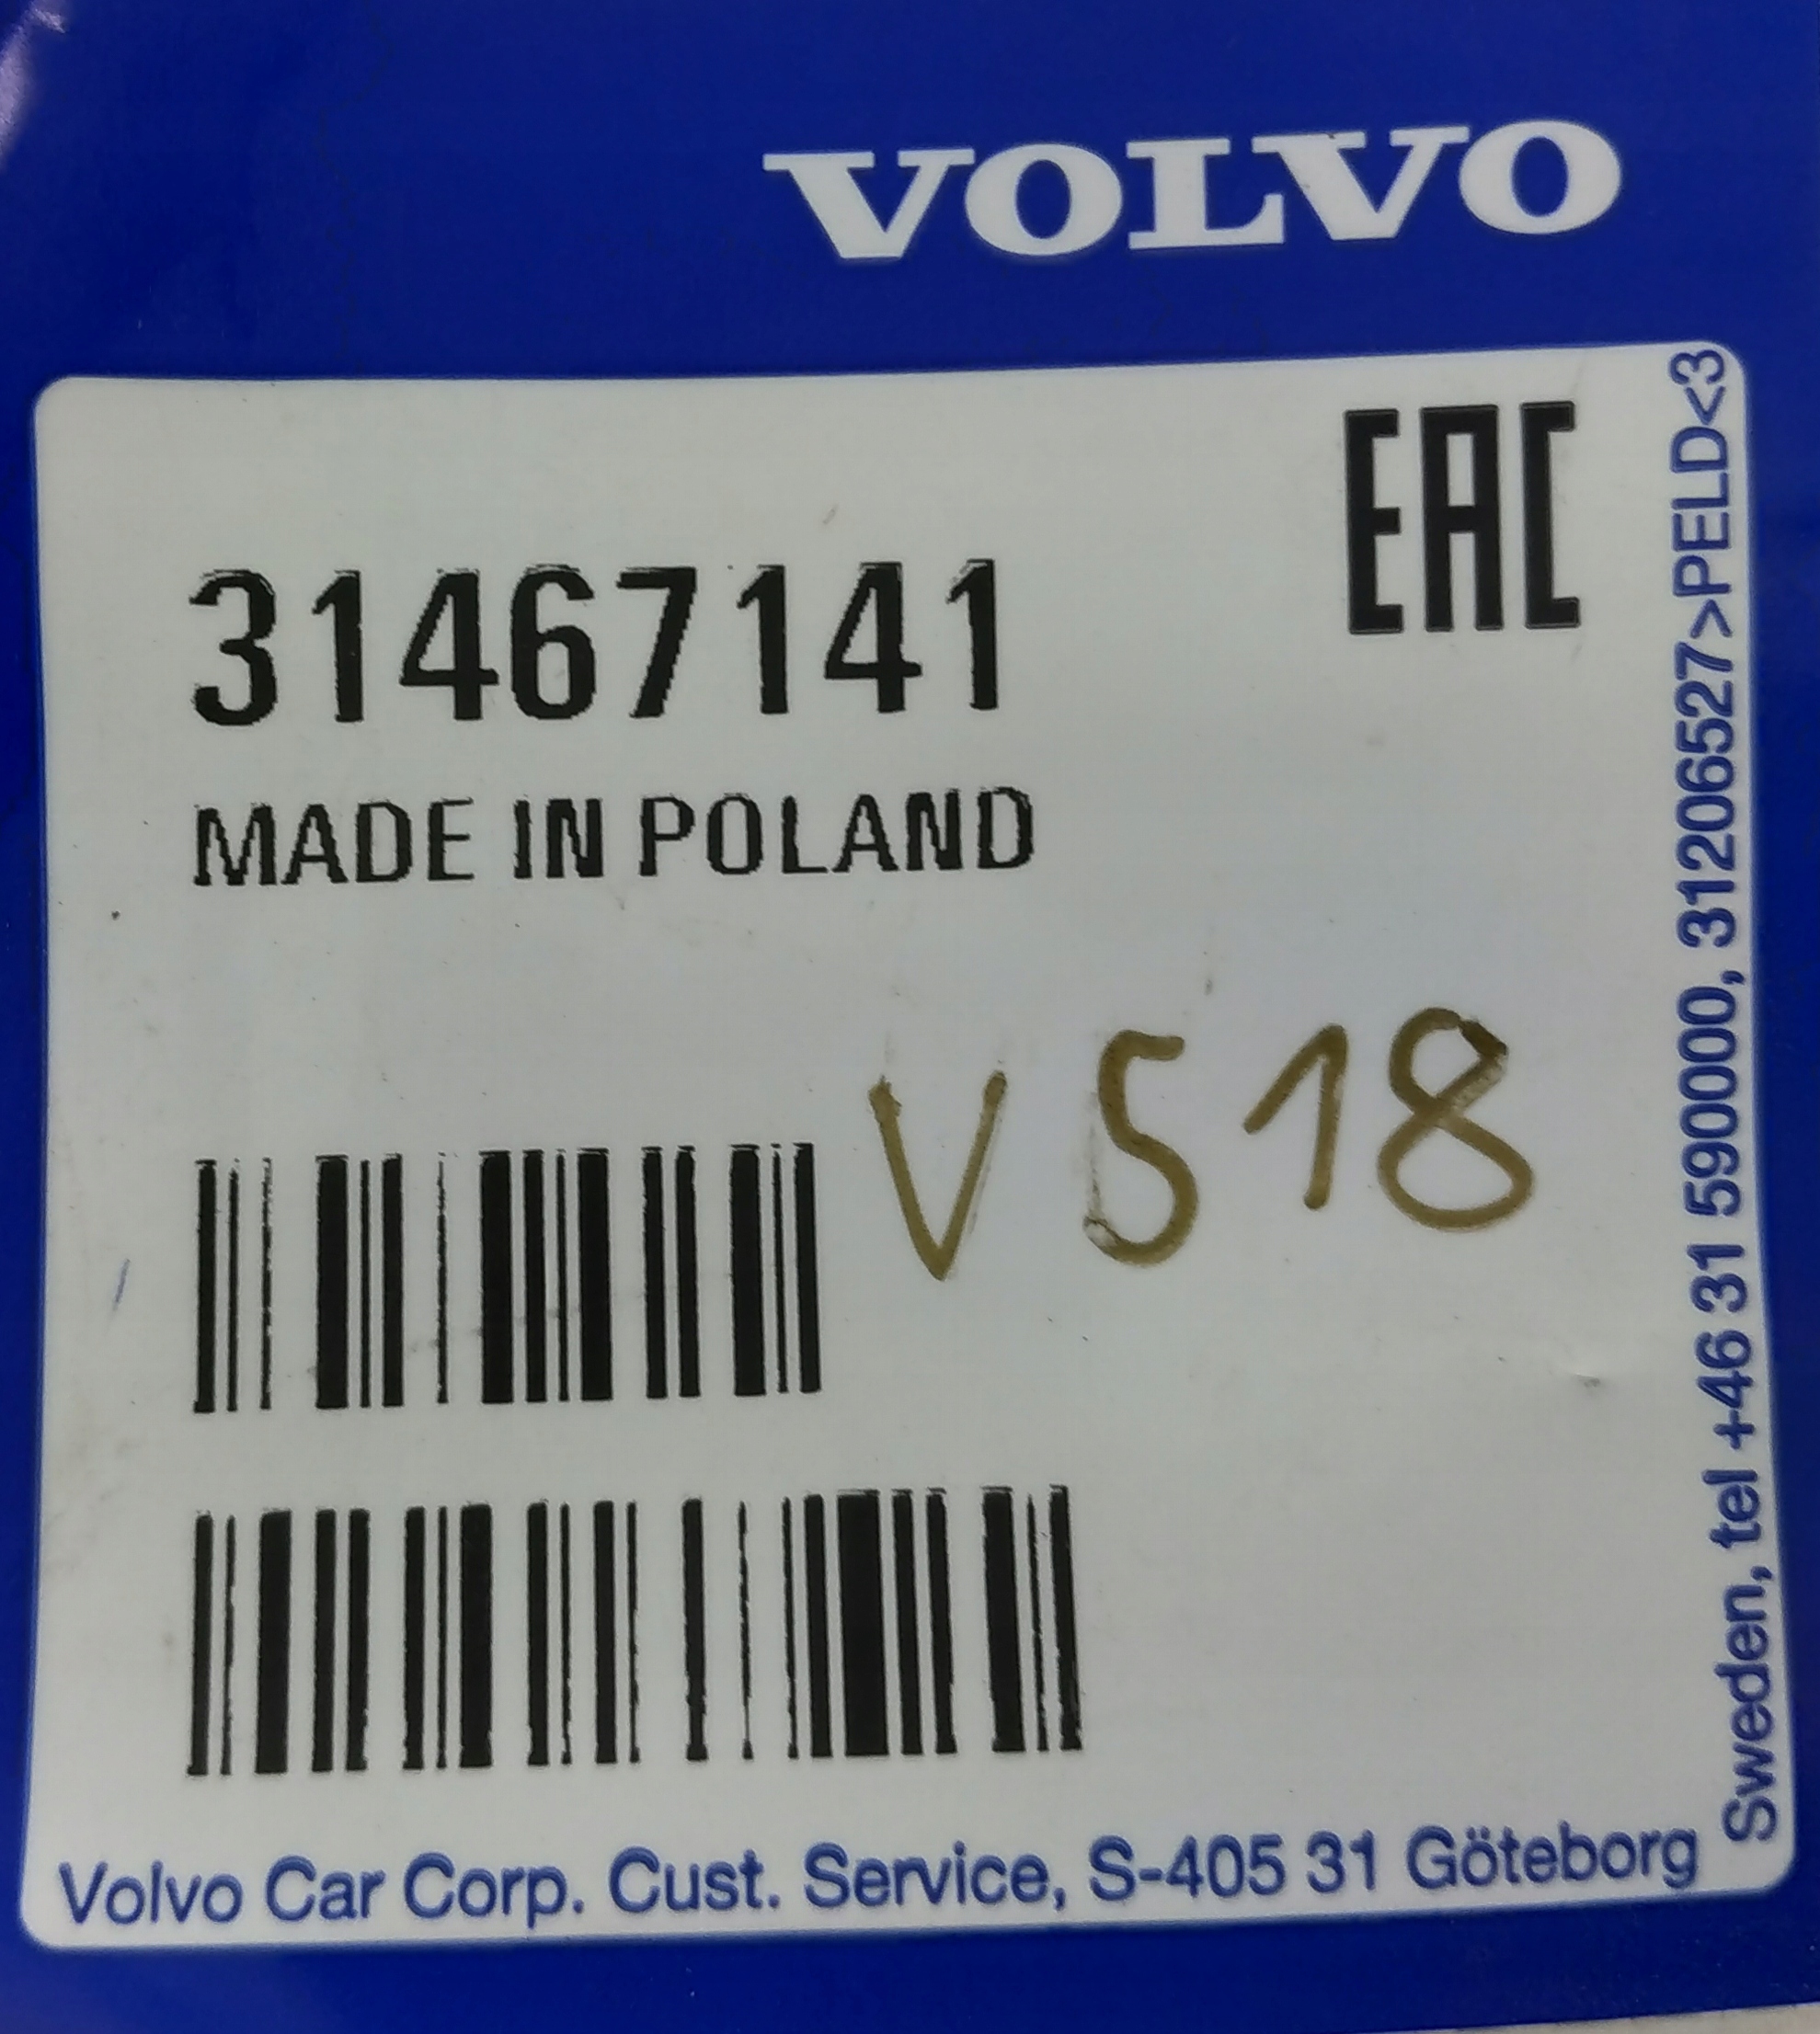 VOLVO
EAC
31467141
MADE IN POLAND
V 518
Volvo Car Corp. Cust. Service, S-405 31 Göteborg
Sweden, tel +46 31 590000, 31206527>PELD<3